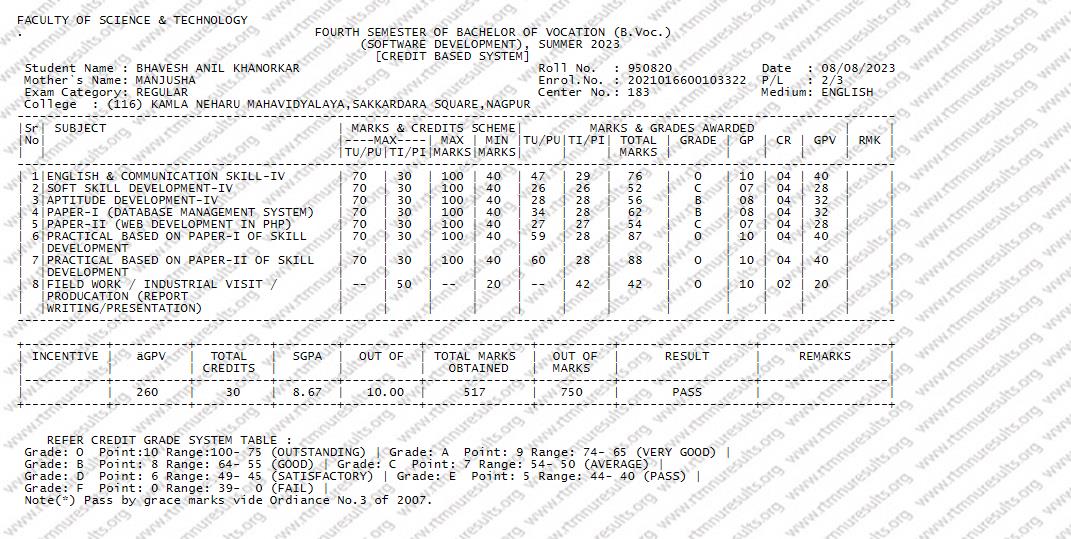 FACULTY OF SCIENCE & TECHNOLOGY
.
FOURTH SEMESTER OF BACHELOR OF VOCATION (B.Voc.)
(SOFTWARE DEVELOPMENT), SUMMER 2023
[CREDIT BASED SYSTEM]
Student Name : BHAVESH ANIL KHANORKAR Roll No. : 950820 Date : 08/08/2023
Mother`s Name: MANJUSHA Enrol.No. : 2021016600103322 P/L : 2/3
Exam Category: REGULAR Center No.: 183 Medium: ENGLISH
College : (116) KAMLA NEHARU MAHAVIDYALAYA,SAKKARDARA SQUARE,NAGPUR
|Sr| SUBJECT | MARKS & CREDITS SCHEME| MARKS & GRADES AWARDED | |
|No| |----MAX----| MAX | MIN |TU/PU|TI/PI| TOTAL | GRADE | GP | CR | GPV | RMK |
| | |TU/PU|TI/PI|MARKS|MARKS| | | MARKS | | | | | |
| 1|ENGLISH & COMMUNICATION SKILL-IV | 70 | 30 | 100 | 40 | 47 | 29 | 76 | O | 10 | 04 | 40 | |
| 2|SOFT SKILL DEVELOPMENT-IV | 70 | 30 | 100 | 40 | 26 | 26 | 52 | C | 07 | 04 | 28 | |
| 3|APTITUDE DEVELOPMENT-IV | 70 | 30 | 100 | 40 | 28 | 28 | 56 | B | 08 | 04 | 32 | |
| 4|PAPER-I (DATABASE MANAGEMENT SYSTEM) | 70 | 30 | 100 | 40 | 34 | 28 | 62 | B | 08 | 04 | 32 | |
| 5|PAPER-II (WEB DEVELOPMENT IN PHP) | 70 | 30 | 100 | 40 | 27 | 27 | 54 | C | 07 | 04 | 28 | |
| 6|PRACTICAL BASED ON PAPER-I OF SKILL | 70 | 30 | 100 | 40 | 59 | 28 | 87 | O | 10 | 04 | 40 | |
| |DEVELOPMENT | | | | | | | | | | | | |
| 7|PRACTICAL BASED ON PAPER-II OF SKILL | 70 | 30 | 100 | 40 | 60 | 28 | 88 | O | 10 | 04 | 40 | |
| |DEVELOPMENT | | | | | | | | | | | | |
| 8|FIELD WORK / INDUSTRIAL VISIT / | -- | 50 | -- | 20 | -- | 42 | 42 | O | 10 | 02 | 20 | |
| |PRODUCATION (REPORT | | | | | | | | | | | | |
| |WRITING/PRESENTATION) | | | | | | | | | | | | |
| INCENTIVE | äGPV | TOTAL | SGPA | OUT OF | TOTAL MARKS | OUT OF | RESULT | REMARKS |
| | | CREDITS | | | OBTAINED | MARKS | | |
| | 260 | 30 | 8.67 | 10.00 | 517 | 750 | PASS | |
REFER CREDIT GRADE SYSTEM TABLE :
Grade: O Point:10 Range:100- 75 (OUTSTANDING) | Grade: A Point: 9 Range: 74- 65 (VERY GOOD) |
Grade: B Point: 8 Range: 64- 55 (GOOD) | Grade: C Point: 7 Range: 54- 50 (AVERAGE) |
Grade: D Point: 6 Range: 49- 45 (SATISFACTORY) | Grade: E Point: 5 Range: 44- 40 (PASS) |
Grade: F Point: 0 Range: 39- 0 (FAIL) |
Note(*) Pass by grace marks vide Ordiance No.3 of 2007.
www.rtmnuresults.org